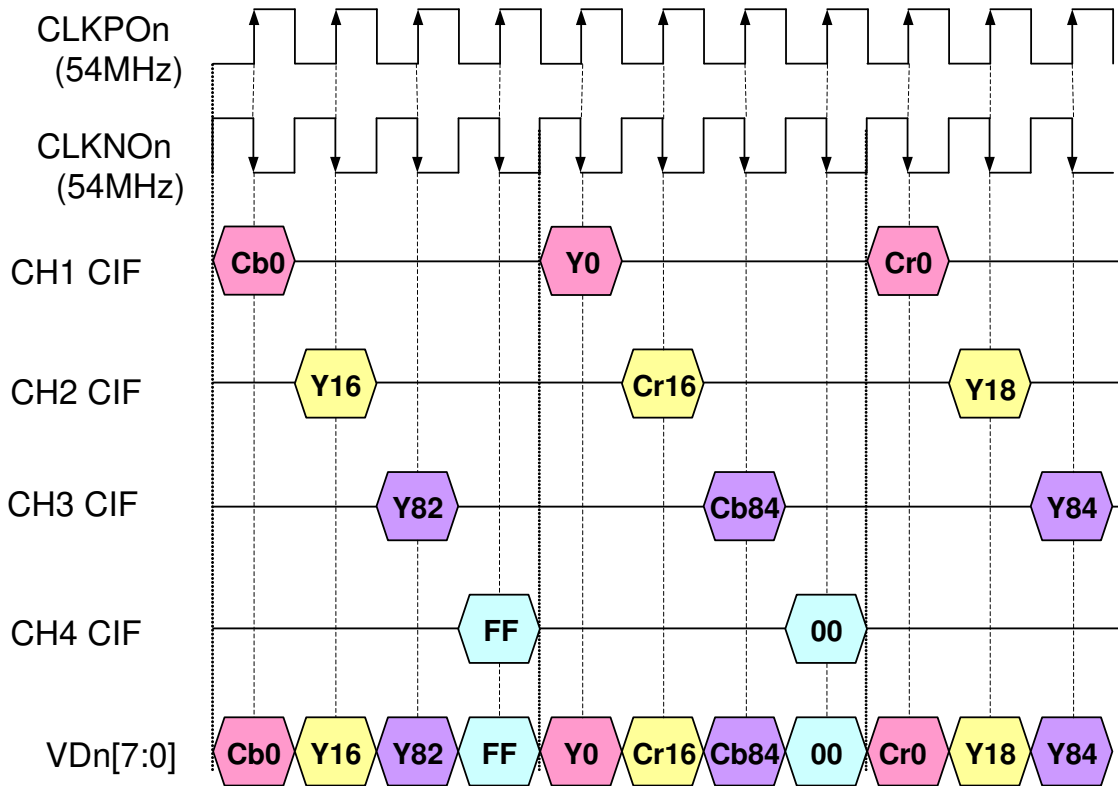 CLKPOn
(54MHz)
CLKNOn
(54MHz)
CH1 CIF
Cb0 Y0 Cr0
CH2 CIF
Y16 Cr16 Y18
CH3 CIF
Y82 Cb84 Y84
CH4 CIF
FF 00
VDn[7:0]
Cb0 Y16 Y82 FF Y0 Cr16 Cb84 00 Cr0 Y18 Y84